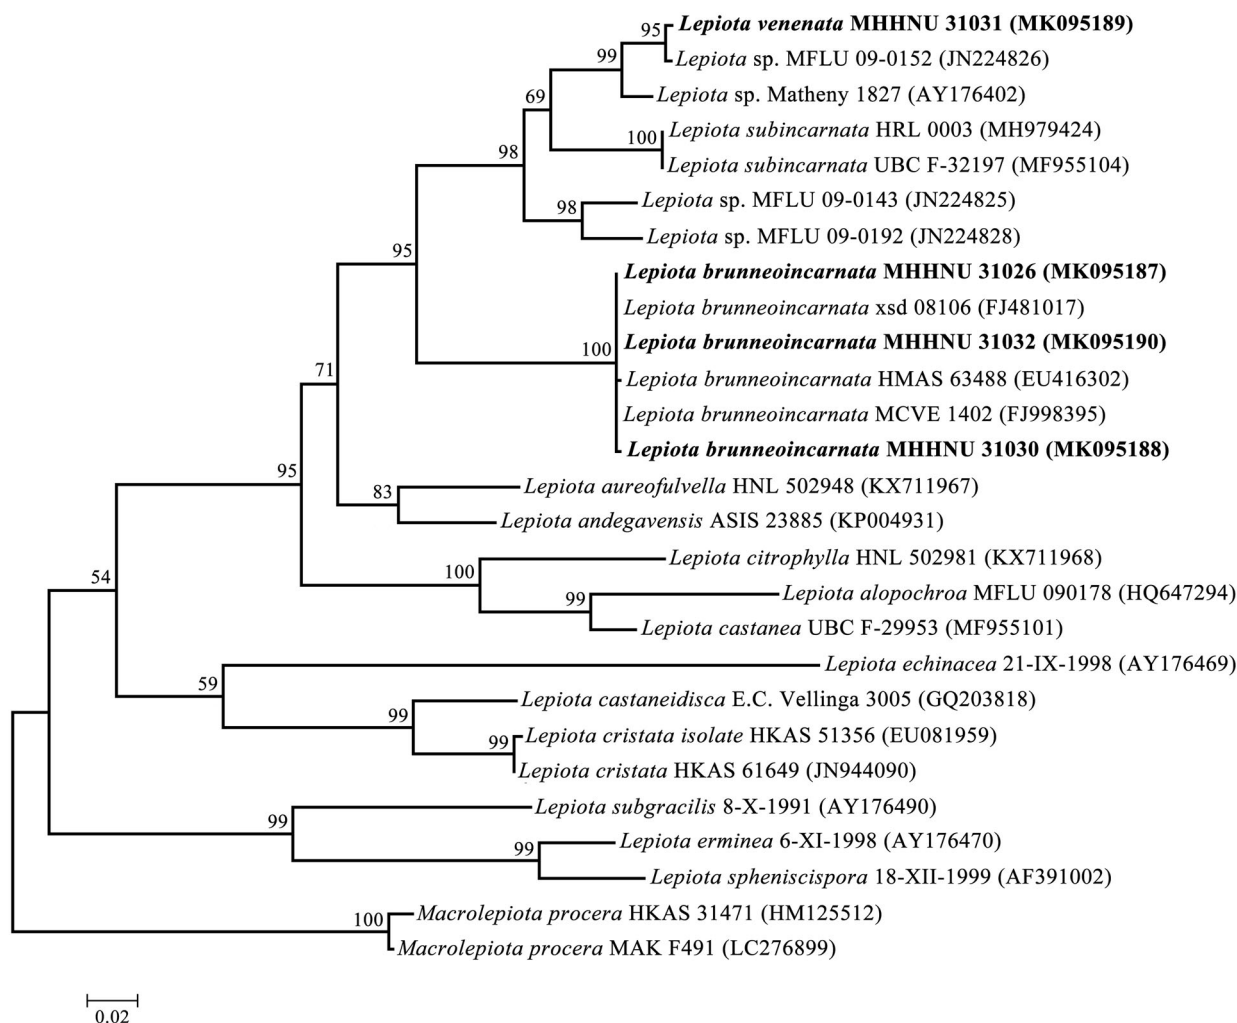 95 Lepiota venenata MHHNU 31031 (MK095189)
99 Lepiota sp. MFLU 09-0152 (JN224826)
69 Lepiota sp. Matheny 1827 (AY176402)
Lepiota subincarnata HRL 0003 (MH979424)
100
98 Lepiota subincarnata UBC F-32197 (MF955104)
98 Lepiota sp. MFLU 09-0143 (JN224825)
Lepiota sp. MFLU 09-0192 (JN224828)
95
Lepiota brunneoincarnata MHHNU 31026 (MK095187)
Lepiota brunneoincarnata xsd 08106 (FJ481017)
100 Lepiota brunneoincarnata MHHNU 31032 (MK095190)
71 Lepiota brunneoincarnata HMAS 63488 (EU416302)
Lepiota brunneoincarnata MCVE 1402 (FJ998395)
Lepiota brunneoincarnata MHHNU 31030 (MK095188)
95
83 Lepiota aureofulvella HNL 502948 (KX711967)
Lepiota andegavensis ASIS 23885 (KP004931)
Lepiota citrophylla HNL 502981 (KX711968)
54 100
99 Lepiota alopochroa MFLU 090178 (HQ647294)
Lepiota castanea UBC F-29953 (MF955101)
Lepiota echinacea 21-IX-1998 (AY176469)
59
Lepiota castaneidisca E.C. Vellinga 3005 (GQ203818)
99
99 Lepiota cristata isolate HKAS 51356 (EU081959)
Lepiota cristata HKAS 61649 (JN944090)
Lepiota subgracilis 8-X-1991 (AY176490)
99
99 Lepiota erminea 6-XI-1998 (AY176470)
Lepiota spheniscispora 18-XII-1999 (AF391002)
100 Macrolepiota procera HKAS 31471 (HM125512)
Macrolepiota procera MAK F491 (LC276899)
0.02